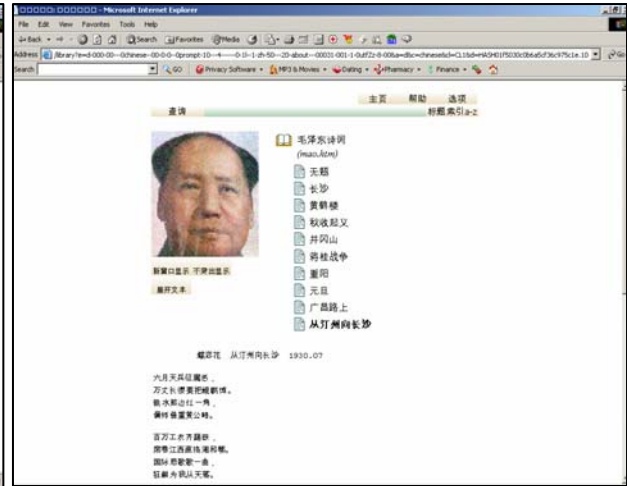 - Microsoft Internet Explorer
File Edit View Favorites Tools Help
Back Search Favorites Media
Address
Go
Search GO Privacy Software MP3 & Movies Dating Pharmacy Finance
主页 帮助 选项
查询 标题索引a-z
毛泽东诗词
(mao.htm)
无题
长沙
黄鹤楼
秋收起义
井冈山
蒋桂战争
重阳
元旦
广昌路上
从汀州向长沙
新窗口显示 不突出显示
展开文本
蝶恋花 从汀州向长沙 1930.07
六月天兵征腐恶,
万丈长缨要把鲲鹏缚。
赣水那边红一角,
偏师借重黄公略。
百万工农齐踊跃,
席卷江西直捣湘和鄂。
国际悲歌歌一曲,
狂飙为我从天落。